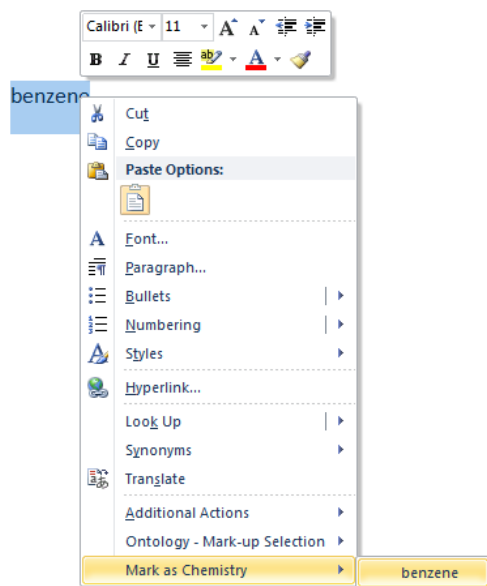 Calibri (E 11 A A
B I U ab A
benzene
Cut
Copy
Paste Options:
A Font...
Paragraph...
Bullets
Numbering
A Styles
Hyperlink...
Look Up
Synonyms
Translate
Additional Actions
Ontology - Mark-up Selection
Mark as Chemistry benzene